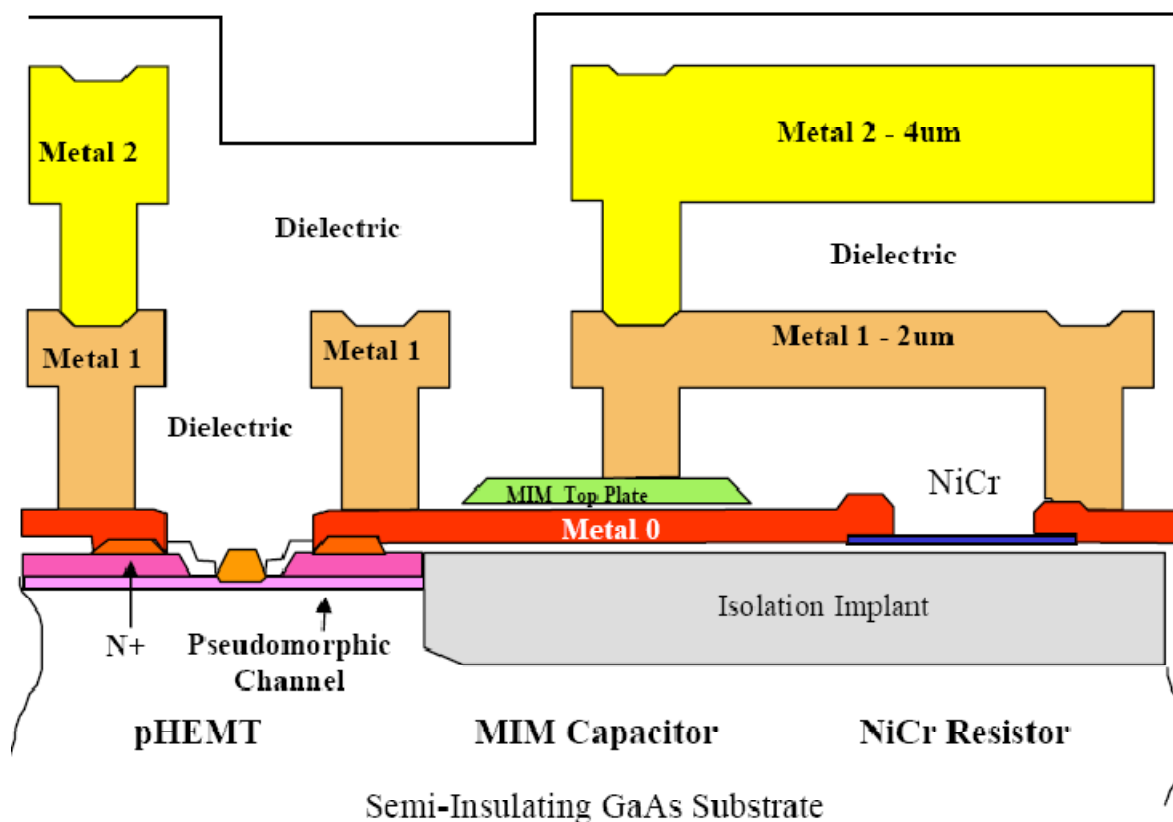 Metal 2
Metal 2 - 4um
Dielectric
Dielectric
Metal 1
Metal 1
Metal 1 - 2um
Dielectric
MIM Top Plate
NiCr
Metal 0
Isolation Implant
N+
Pseudomorphic
Channel
pHEMT
MIM Capacitor
NiCr Resistor
Semi-Insulating GaAs Substrate